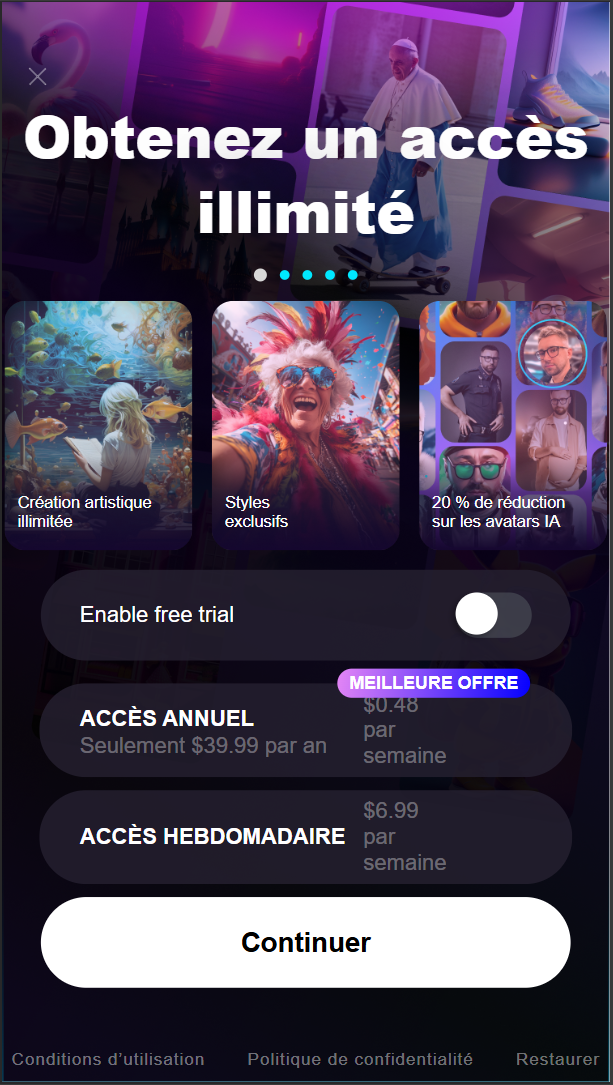 Obtenez un accès
illimité
Création artistique
illimitée
Styles
exclusifs
20 % de réduction
sur les avatars IA
Enable free trial
MEILLEURE OFFRE
ACCÈS ANNUEL
Seulement $39.99 par an
$0.48
par
semaine
ACCÈS HEBDOMADAIRE
$6.99
par
semaine
Continuer
Conditions d’utilisation
Politique de confidentialité
Restaurer